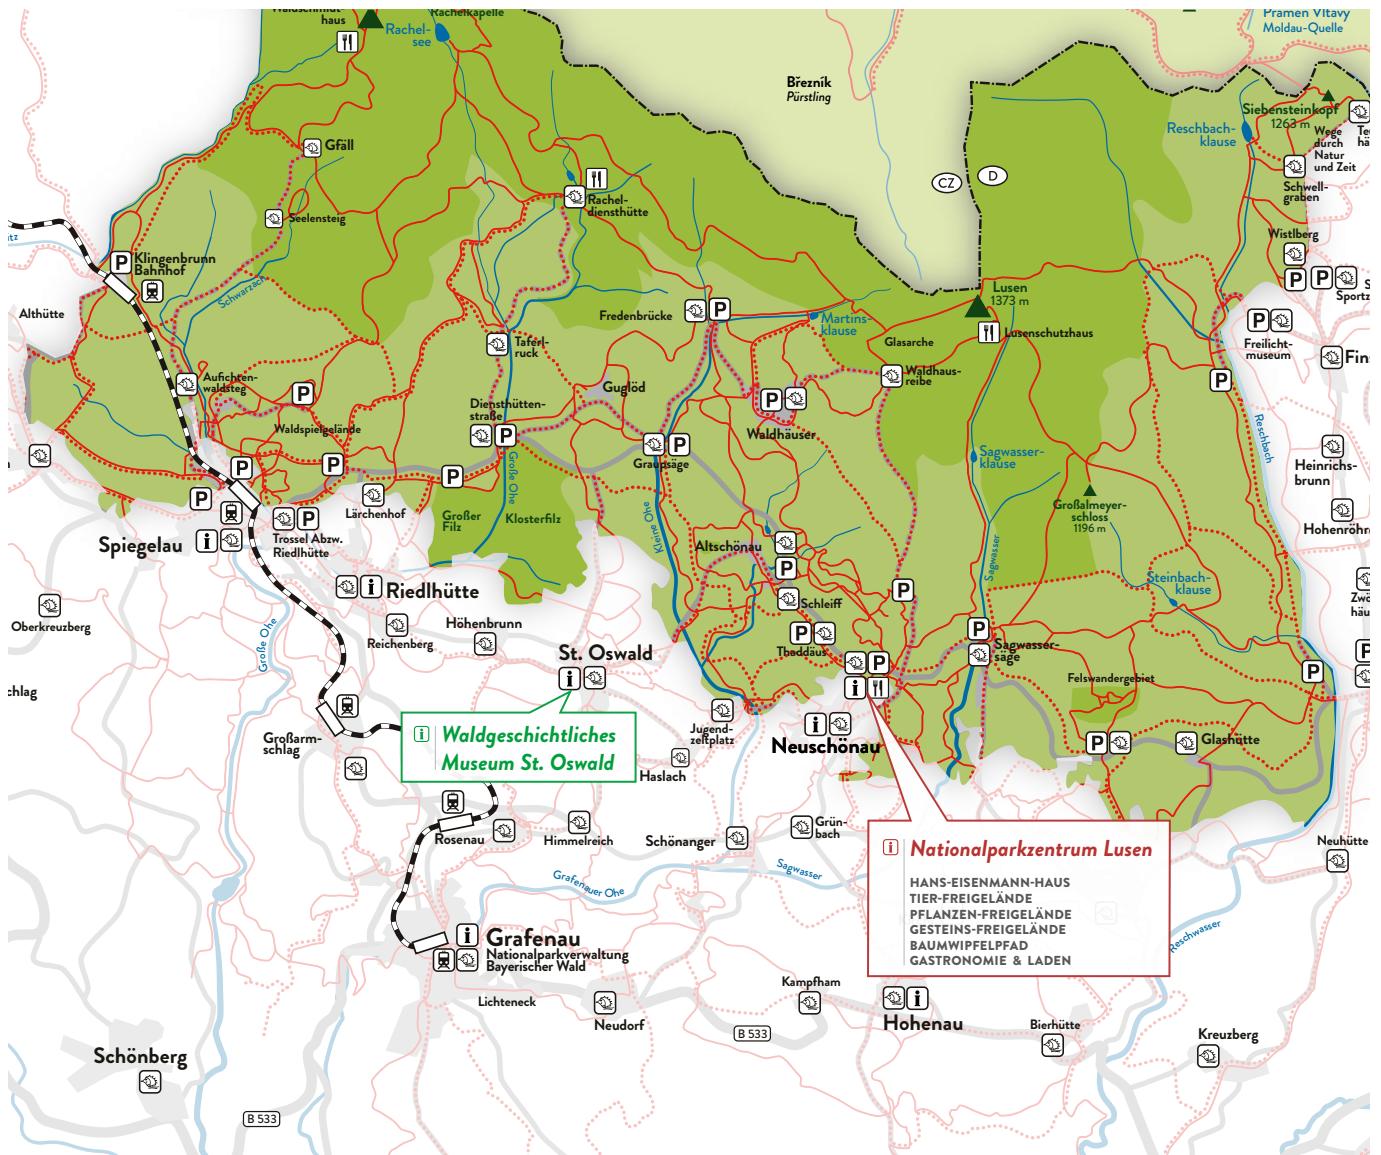 haus
Rachelkapelle
Rachel-
see
Pramen Vltavy
Moldau-Quelle
Březník
Pürstling
Siebensteinkopf
1263 m
Reschbach-
klause
Wege
durch
Natur
und Zeit
Schwell-
graben
Wistlberg
CZ
D
Gfäll
Seelensteig
Rachel-
diensthütte
P
Klingenbrunn
Bahnhof
Schwarzach
Althütte
Lusen
1373 m
Lusenschutzhaus
Fredenbrücke
P
Martins-
klause
Glasarche
P
P
Freilicht-
museum
P
Taferl-
ruck
Waldhaus-
reibe
Aufichten-
waldsteg
P
Guglöd
P
Waldhäuser
P
Diensthütten-
straße
P
Waldspielgelände
P
Graupsäge
P
P
P
P
Große Ohe
Sagwasser-
klause
Reschbach
Heinrichs-
brunn
Großalmeyer-
schloss
1196 m
Lärchenhof
Großer
Filz
Klosterfilz
Kleine Ohe
P
Trossel Abzw.
Riedlhütte
Spiegelau
i
Altschönau
P
Sagwasser
Steinbach-
klause
Schleiff
P
Riedlhütte
i
Oberkreuzberg
Reichenberg
Höhenbrunn
Große Ohe
P
Thaddäus
P
Sagwasser-
säge
St. Oswald
i
P
i
P
P
Felswandergebiet
i Waldgeschichtliches
Museum St. Oswald
Großarm-
schlag
Jugend-
zeltplatz
i
Neuschönau
P
Glashütte
Haslach
Rosenau
Himmelreich
Schönanger
Grün-
bach
Neuhütte
Sagwasser
Grafenauer Ohe
i Nationalparkzentrum Lusen
HANS-EISENMANN-HAUS
TIER-FREIGELÄNDE
PFLANZEN-FREIGELÄNDE
GESTEINS-FREIGELÄNDE
BAUMWIPFELPFAD
GASTRONOMIE & LADEN
Reschwasser
i
Grafenau
Nationalparkverwaltung
Bayerischer Wald
Lichteneck
Neudorf
Kampfham
i
Hohenau
B 533
Bierhütte
Kreuzberg
Schönberg
B 533